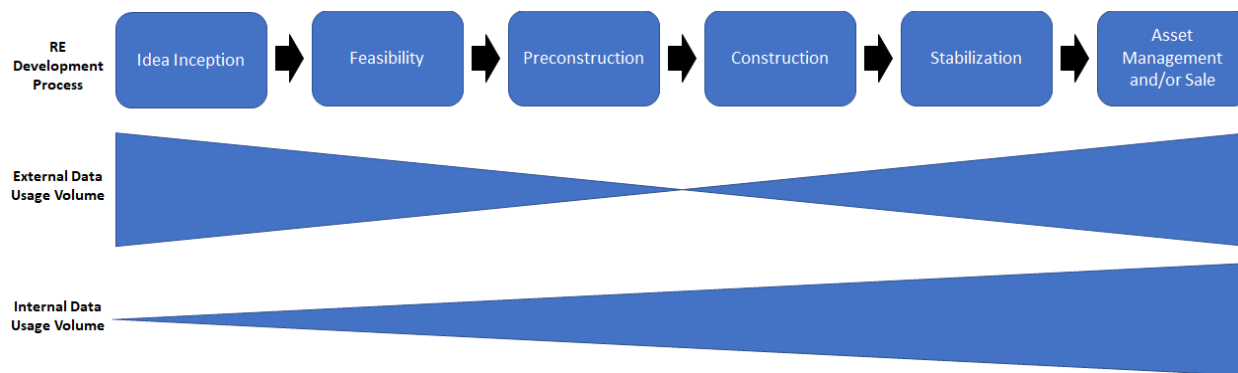 RE
Development
Process
Idea Inception
Feasibility
Preconstruction
Construction
Stabilization
Asset
Management
and/or Sale
External Data
Usage Volume
Internal Data
Usage Volume